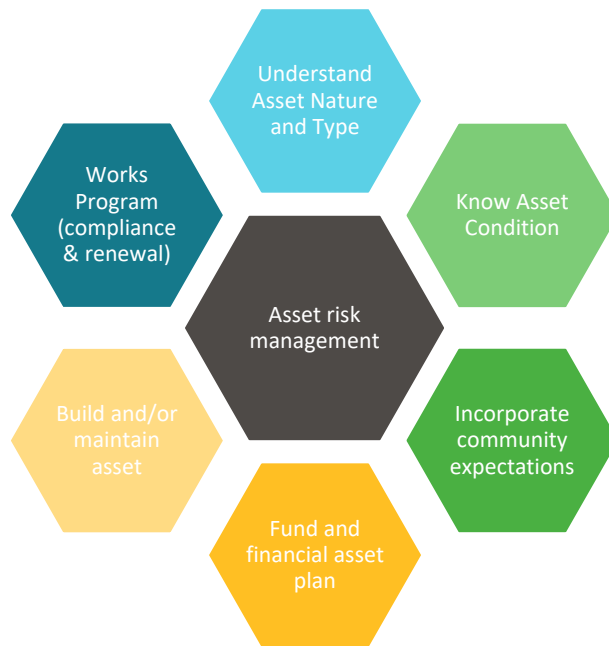 Understand
Asset Nature
and Type
Works
Program
(compliance
& renewal)
Know Asset
Condition
Asset risk
management
Build and/or
maintain
asset
Incorporate
community
expectations
Fund and
financial asset
plan